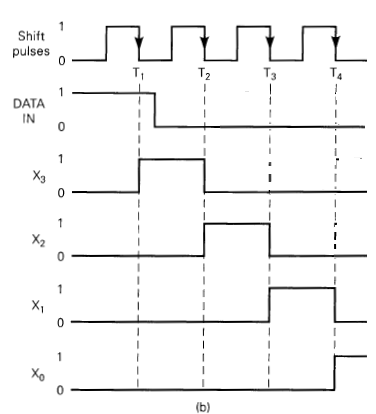 Shift pulses
1
0
T1 T2 T3 T4
DATA IN
1
0
X3
1
0
X2
1
0
X1
1
0
X0
1
0
(b)